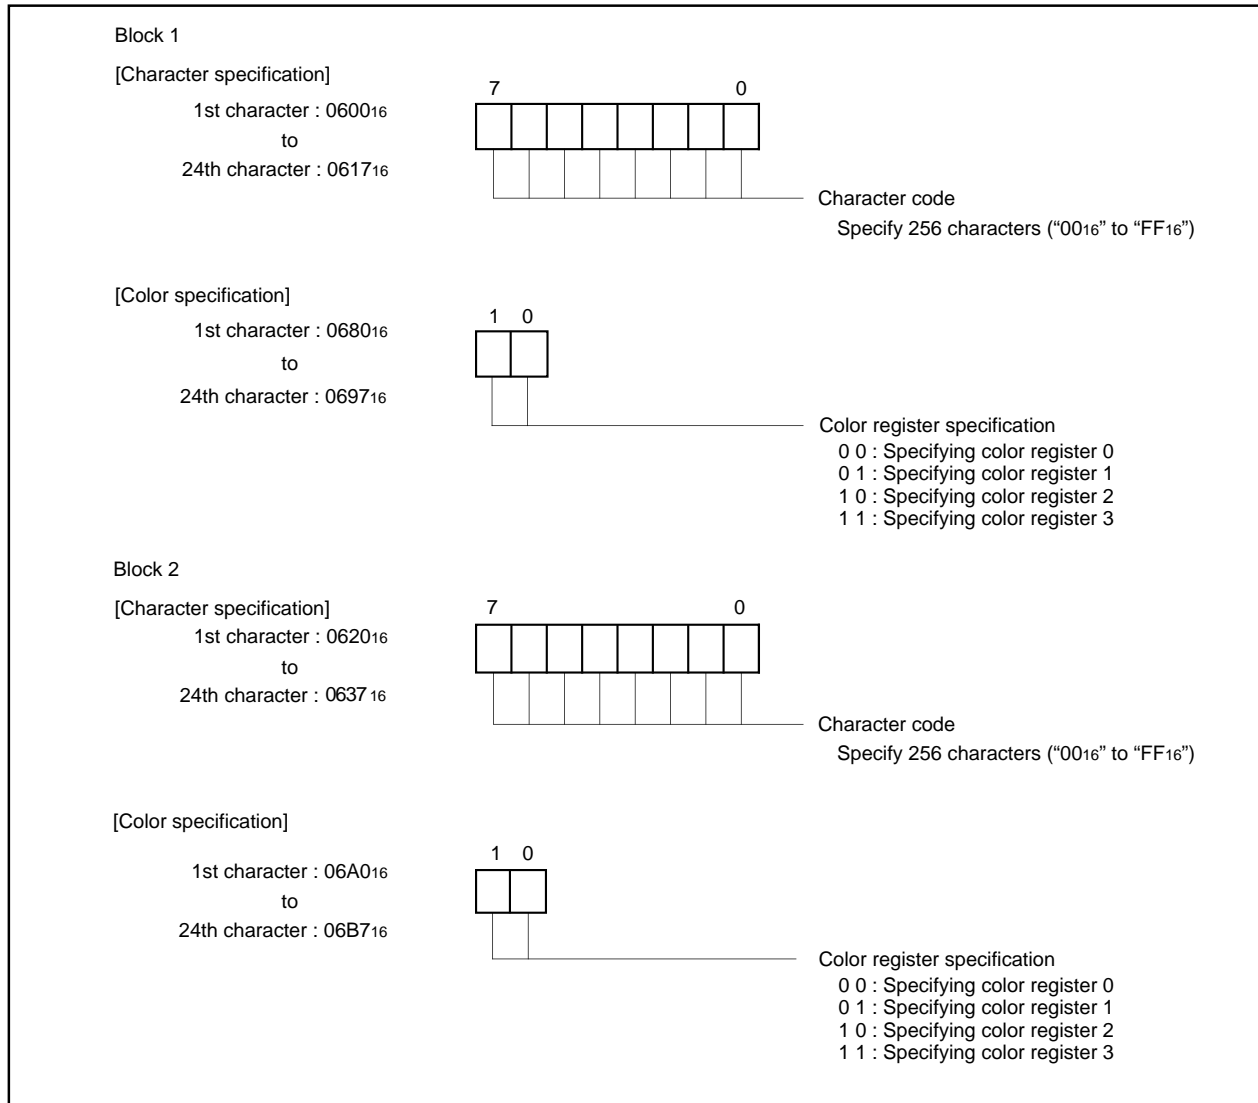 Block 1
[Character specification]
7 0
1st character : 060016
to
24th character : 061716
Character code
Specify 256 characters (“0016” to “FF16”)
[Color specification]
1 0
1st character : 068016
to
24th character : 069716
Color register specification
0 0 : Specifying color register 0
0 1 : Specifying color register 1
1 0 : Specifying color register 2
1 1 : Specifying color register 3
Block 2
[Character specification]
7 0
1st character : 062016
to
24th character : 063716
Character code
Specify 256 characters (“0016” to “FF16”)
[Color specification]
1 0
1st character : 06A016
to
24th character : 06B716
Color register specification
0 0 : Specifying color register 0
0 1 : Specifying color register 1
1 0 : Specifying color register 2
1 1 : Specifying color register 3